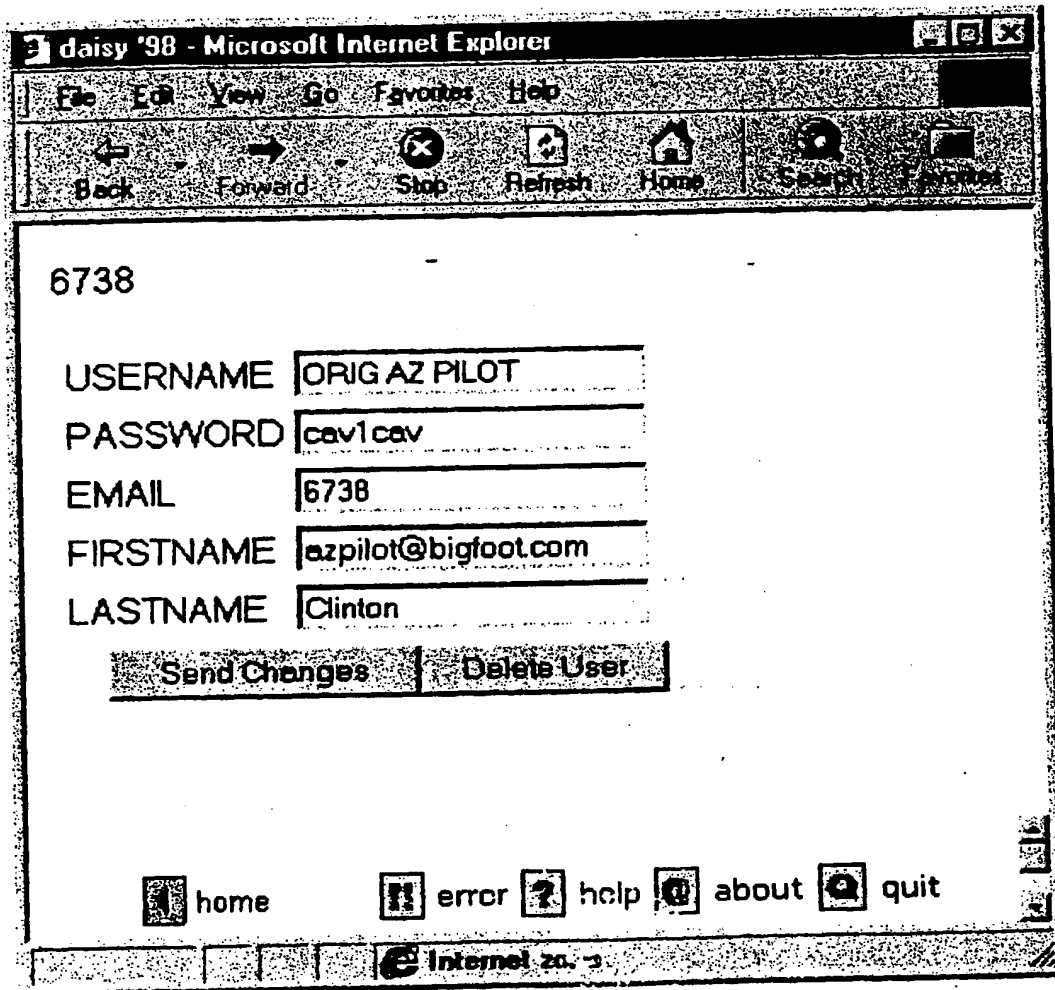 daisy '98 - Microsoft Internet Explorer
File Edit View Go Favorites Help
Back Forward Stop Refresh Home Search Favorites
6738
USERNAME ORIG AZ PILOT
PASSWORD cav1cav
EMAIL 6738
FIRSTNAME azpilot@bigfoot.com
LASTNAME Clinton
Send Changes Delete User
home error ? help @ about quit
Internet